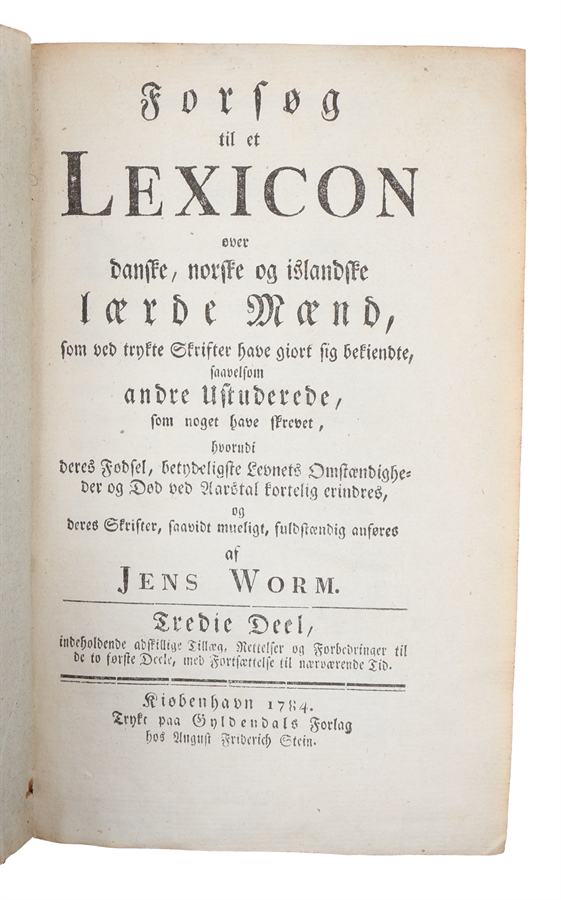 Forsøg
til et
LEXICON
over
danske, norske og islandske
lærde Mænd,
som ved trykte Skrifter have giort sig bekiendte,
saavelsom
andre Ustuderede,
som noget have skrevet,
hvorudi
deres Fødsel, betydeligste Levnets Omstændighe-
der og Død ved Aarstal kortelig erindres,
og
deres Skrifter, saavidt mueligt, fuldstændig anføres
af
JENS WORM.
Tredie Deel,
indeholdende adskillige Tillæg, Rettelser og Forbedringer til
de to første Deele, med Fortsættelse til nærværende Tid.
Kiøbenhavn 1784.
Trykt paa Gyldendals Forlag
hos August Friderich Stein.